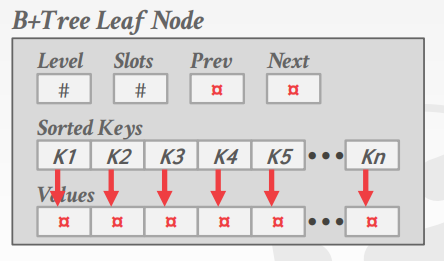 B+Tree Leaf Node
Level Slots Prev Next
# # ¤ ¤
Sorted Keys
K1 K2 K3 K4 K5 ••• Kn
Values
¤ ¤ ¤ ¤ ¤ ••• ¤